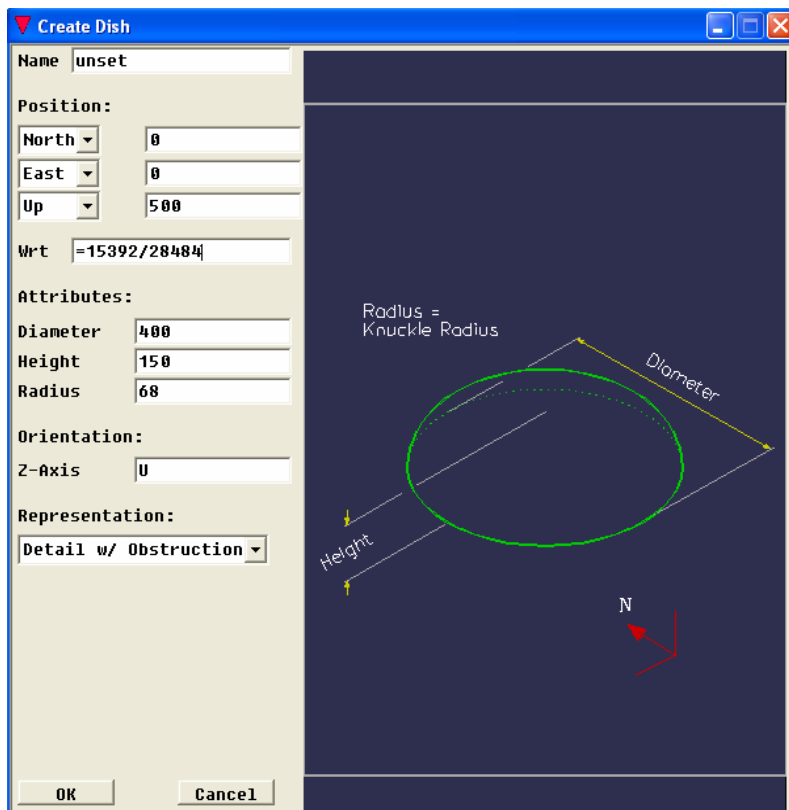 Create Dish
Name unset
Position:
North 0
East 0
Up 500
Wrt =15392/28484
Attributes:
Diameter 400
Height 150
Radius 68
Orientation:
Z-Axis U
Representation:
Detail w/ Obstruction
OK Cancel
Radius =
Knuckle Radius
Diameter
Height
N